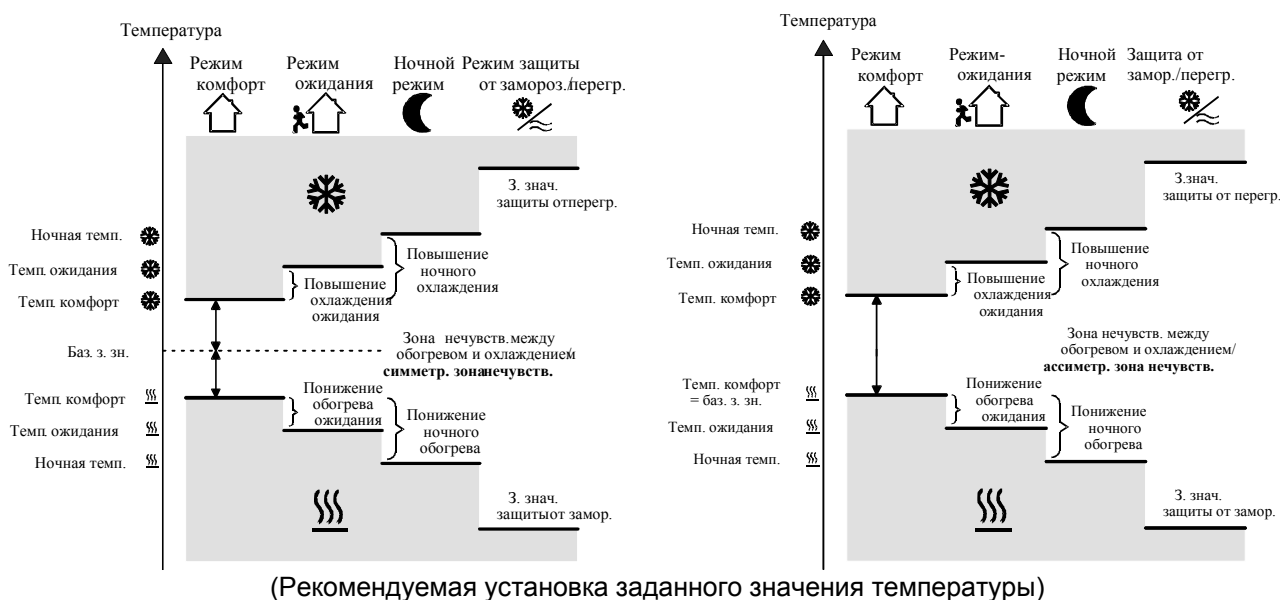 Температура
Режим комфорт
Режим ожидания
Ночной режим
Режим защиты от замороз./перегр.
З. знач.
защиты отперегр.
Ночная темп.
Темп. ожидания
Темп. комфорт
Повышение
охлаждения
ожидания
Повышение
ночного
охлаждения
Баз. з. зн.
Зона нечувств. между
обогревом и охлаждением/
симметр. зонанечувств.
Темп. комфорт
Темп. ожидания
Ночная темп.
Понижение
обогрева
ожидания
Понижение
ночного
обогрева
З. знач.
защитыот замор.
Температура
Режим комфорт
Режим-ожидания
Ночной режим
Защита от замор./перегр.
З.знач.
защиты от перегр.
Ночная темп.
Темп. ожидания
Темп. комфорт
Повышение
охлаждения
ожидания
Повышение
ночного
охлаждения
Зона нечувств. между
обогревом и охлаждением/
ассиметр. зона нечувств.
Темп. комфорт
= баз. з. зн.
Темп. ожидания
Ночная темп.
Понижение
обогрева
ожидания
Понижение
ночного
обогрева
З. знач.
защиты от замор.
(Рекомендуемая установка заданного значения температуры)